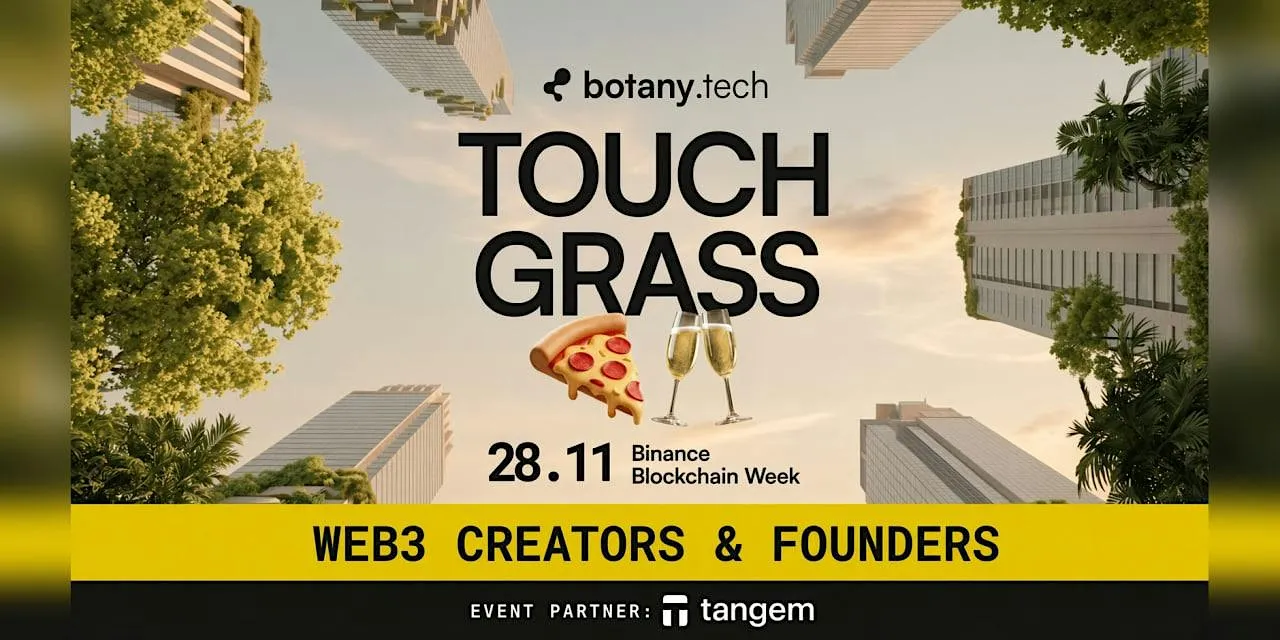 botany.tech
TOUCH
GRASS
28.11
Binance
Blockchain Week
WEB3 CREATORS & FOUNDERS
EVENT PARTNER: tangem